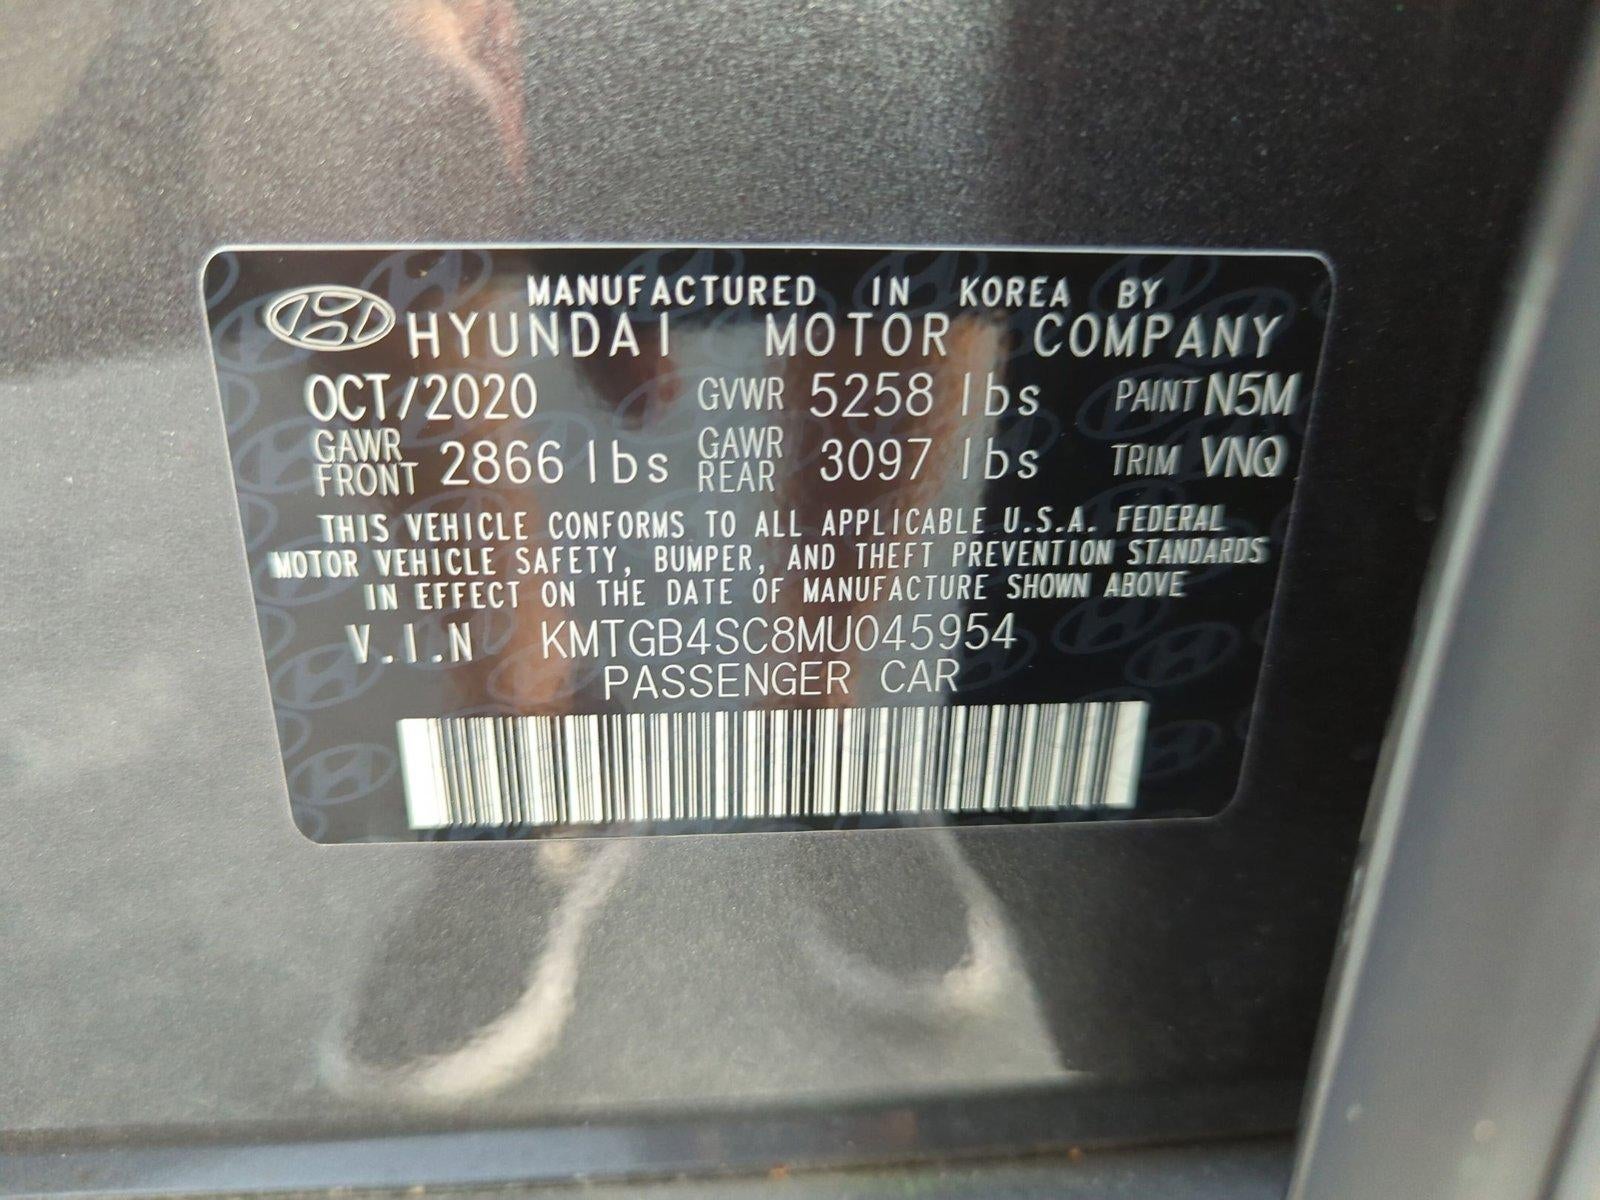 MANUFACTURED IN KOREA BY
HYUNDAI MOTOR COMPANY
OCT/2020 GVWR 5258 lbs PAINT N5M
GAWR FRONT 2866 lbs GAWR REAR 3097 lbs TRIM VNQ
THIS VEHICLE CONFORMS TO ALL APPLICABLE U.S.A. FEDERAL
MOTOR VEHICLE SAFETY, BUMPER, AND THEFT PREVENTION STANDARDS
IN EFFECT ON THE DATE OF MANUFACTURE SHOWN ABOVE
V.I.N KMTGB4SC8MU045954
PASSENGER CAR